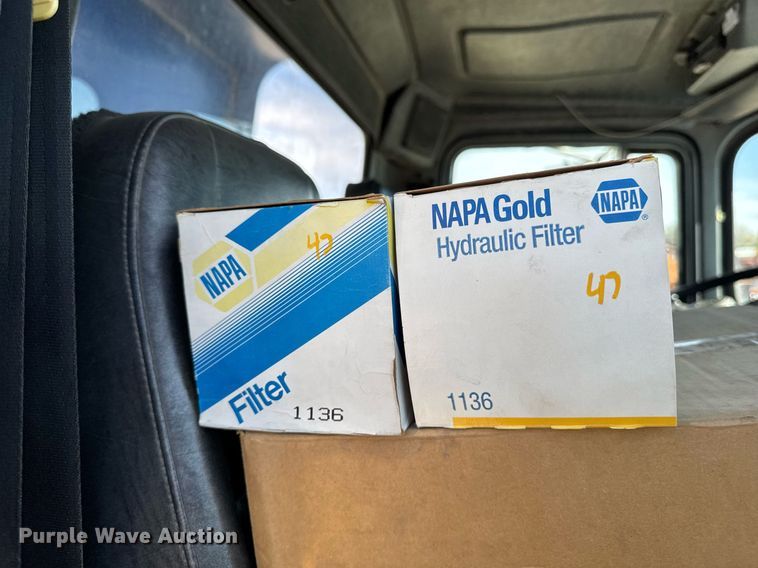 NAPA
47
Filter
1136
NAPA Gold
Hydraulic Filter
NAPA®
47
1136
Purple Wave Auction